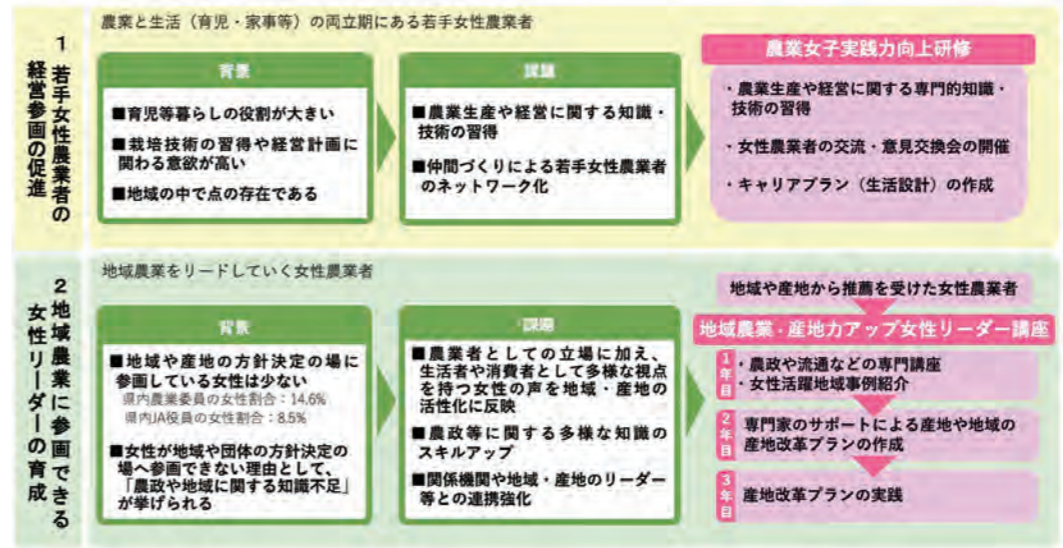 1 若手女性農業者の
経営参画の促進
農業と生活（育児・家事等）の両立期にある若手女性農業者
背景
■育児等暮らしの役割が大きい
■栽培技術の習得や経営計画に
関わる意欲が高い
■地域の中で点の存在である
課題
■農業生産や経営に関する知識・
技術の習得
■仲間づくりによる若手女性農業者
のネットワーク化
農業女子実践力向上研修
・農業生産や経営に関する専門的知識・
技術の習得
・女性農業者の交流・意見交換会の開催
・キャリアプラン（生活設計）の作成
2 地域農業に参画できる
女性リーダーの育成
地域農業をリードしていく女性農業者
背景
■地域や産地の方針決定の場に
参画している女性は少ない
県内農業委員の女性割合：14.6%
県内JA役員の女性割合：8.5%
■女性が地域や団体の方針決定の
場へ参画できない理由として、
「農政や地域に関する知識不足」
が挙げられる
課題
■農業者としての立場に加え、
生活者や消費者として多様な視点
を持つ女性の声を地域・産地の
活性化に反映
■農政等に関する多様な知識の
スキルアップ
■関係機関や地域・産地のリーダー
等との連携強化
地域や産地から推薦を受けた女性農業者
地域農業・産地力アップ女性リーダー講座
1年目
・農政や流通などの専門講座
・女性活躍地域事例紹介
2年目
専門家のサポートによる産地や地域の
産地改革プランの作成
3年目
産地改革プランの実践